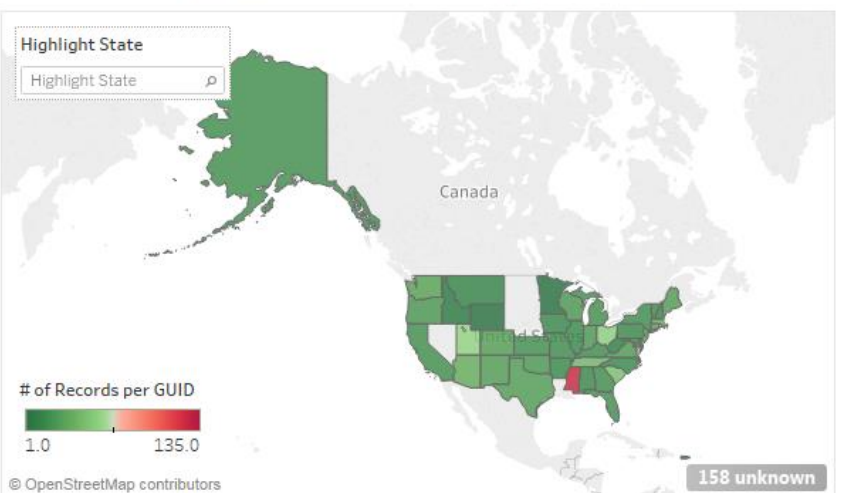 Highlight State
Highlight State
Canada
United States
# of Records per GUID
1.0
135.0
158 unknown
© OpenStreetMap contributors